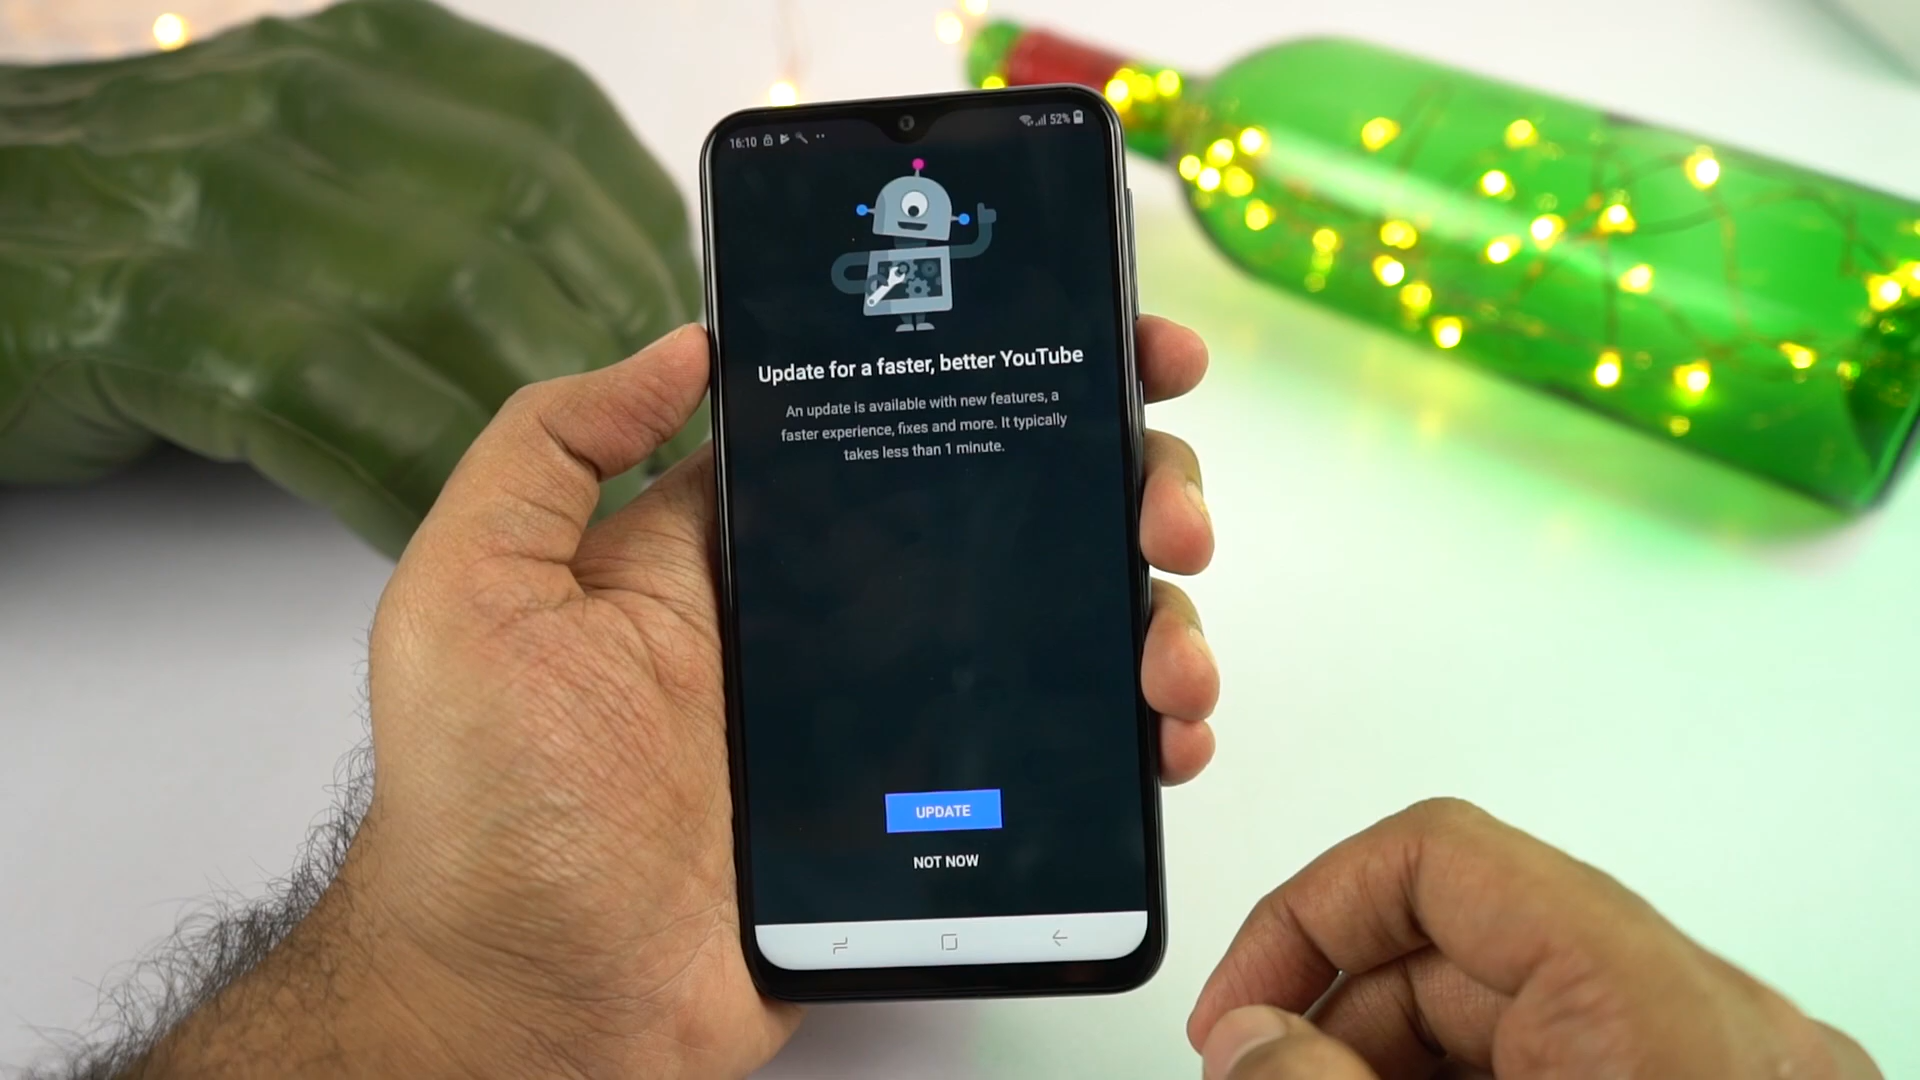 16:10
52%
Update for a faster, better YouTube
An update is available with new features, a
faster experience, fixes and more. It typically
takes less than 1 minute.
UPDATE
NOT NOW